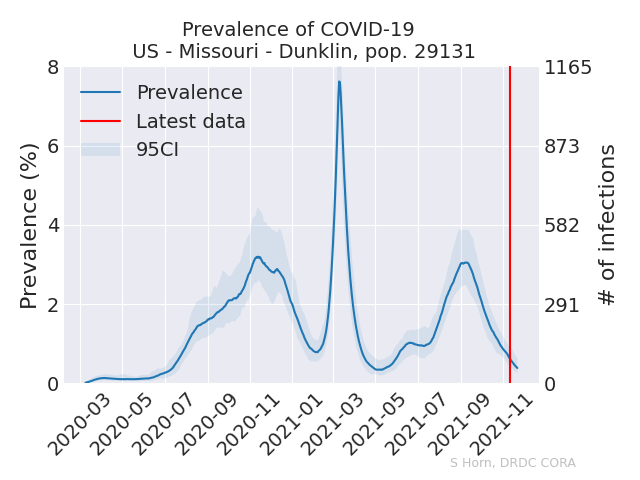 Prevalence of COVID-19
US - Missouri - Dunklin, pop. 29131
8
6
4
2
0
Prevalence (%)
Prevalence
Latest data
95CI
1165
873
582
291
0
# of infections
2020-03
2020-05
2020-07
2020-09
2020-11
2021-01
2021-03
2021-05
2021-07
2021-09
2021-11
S Horn, DRDC CORA